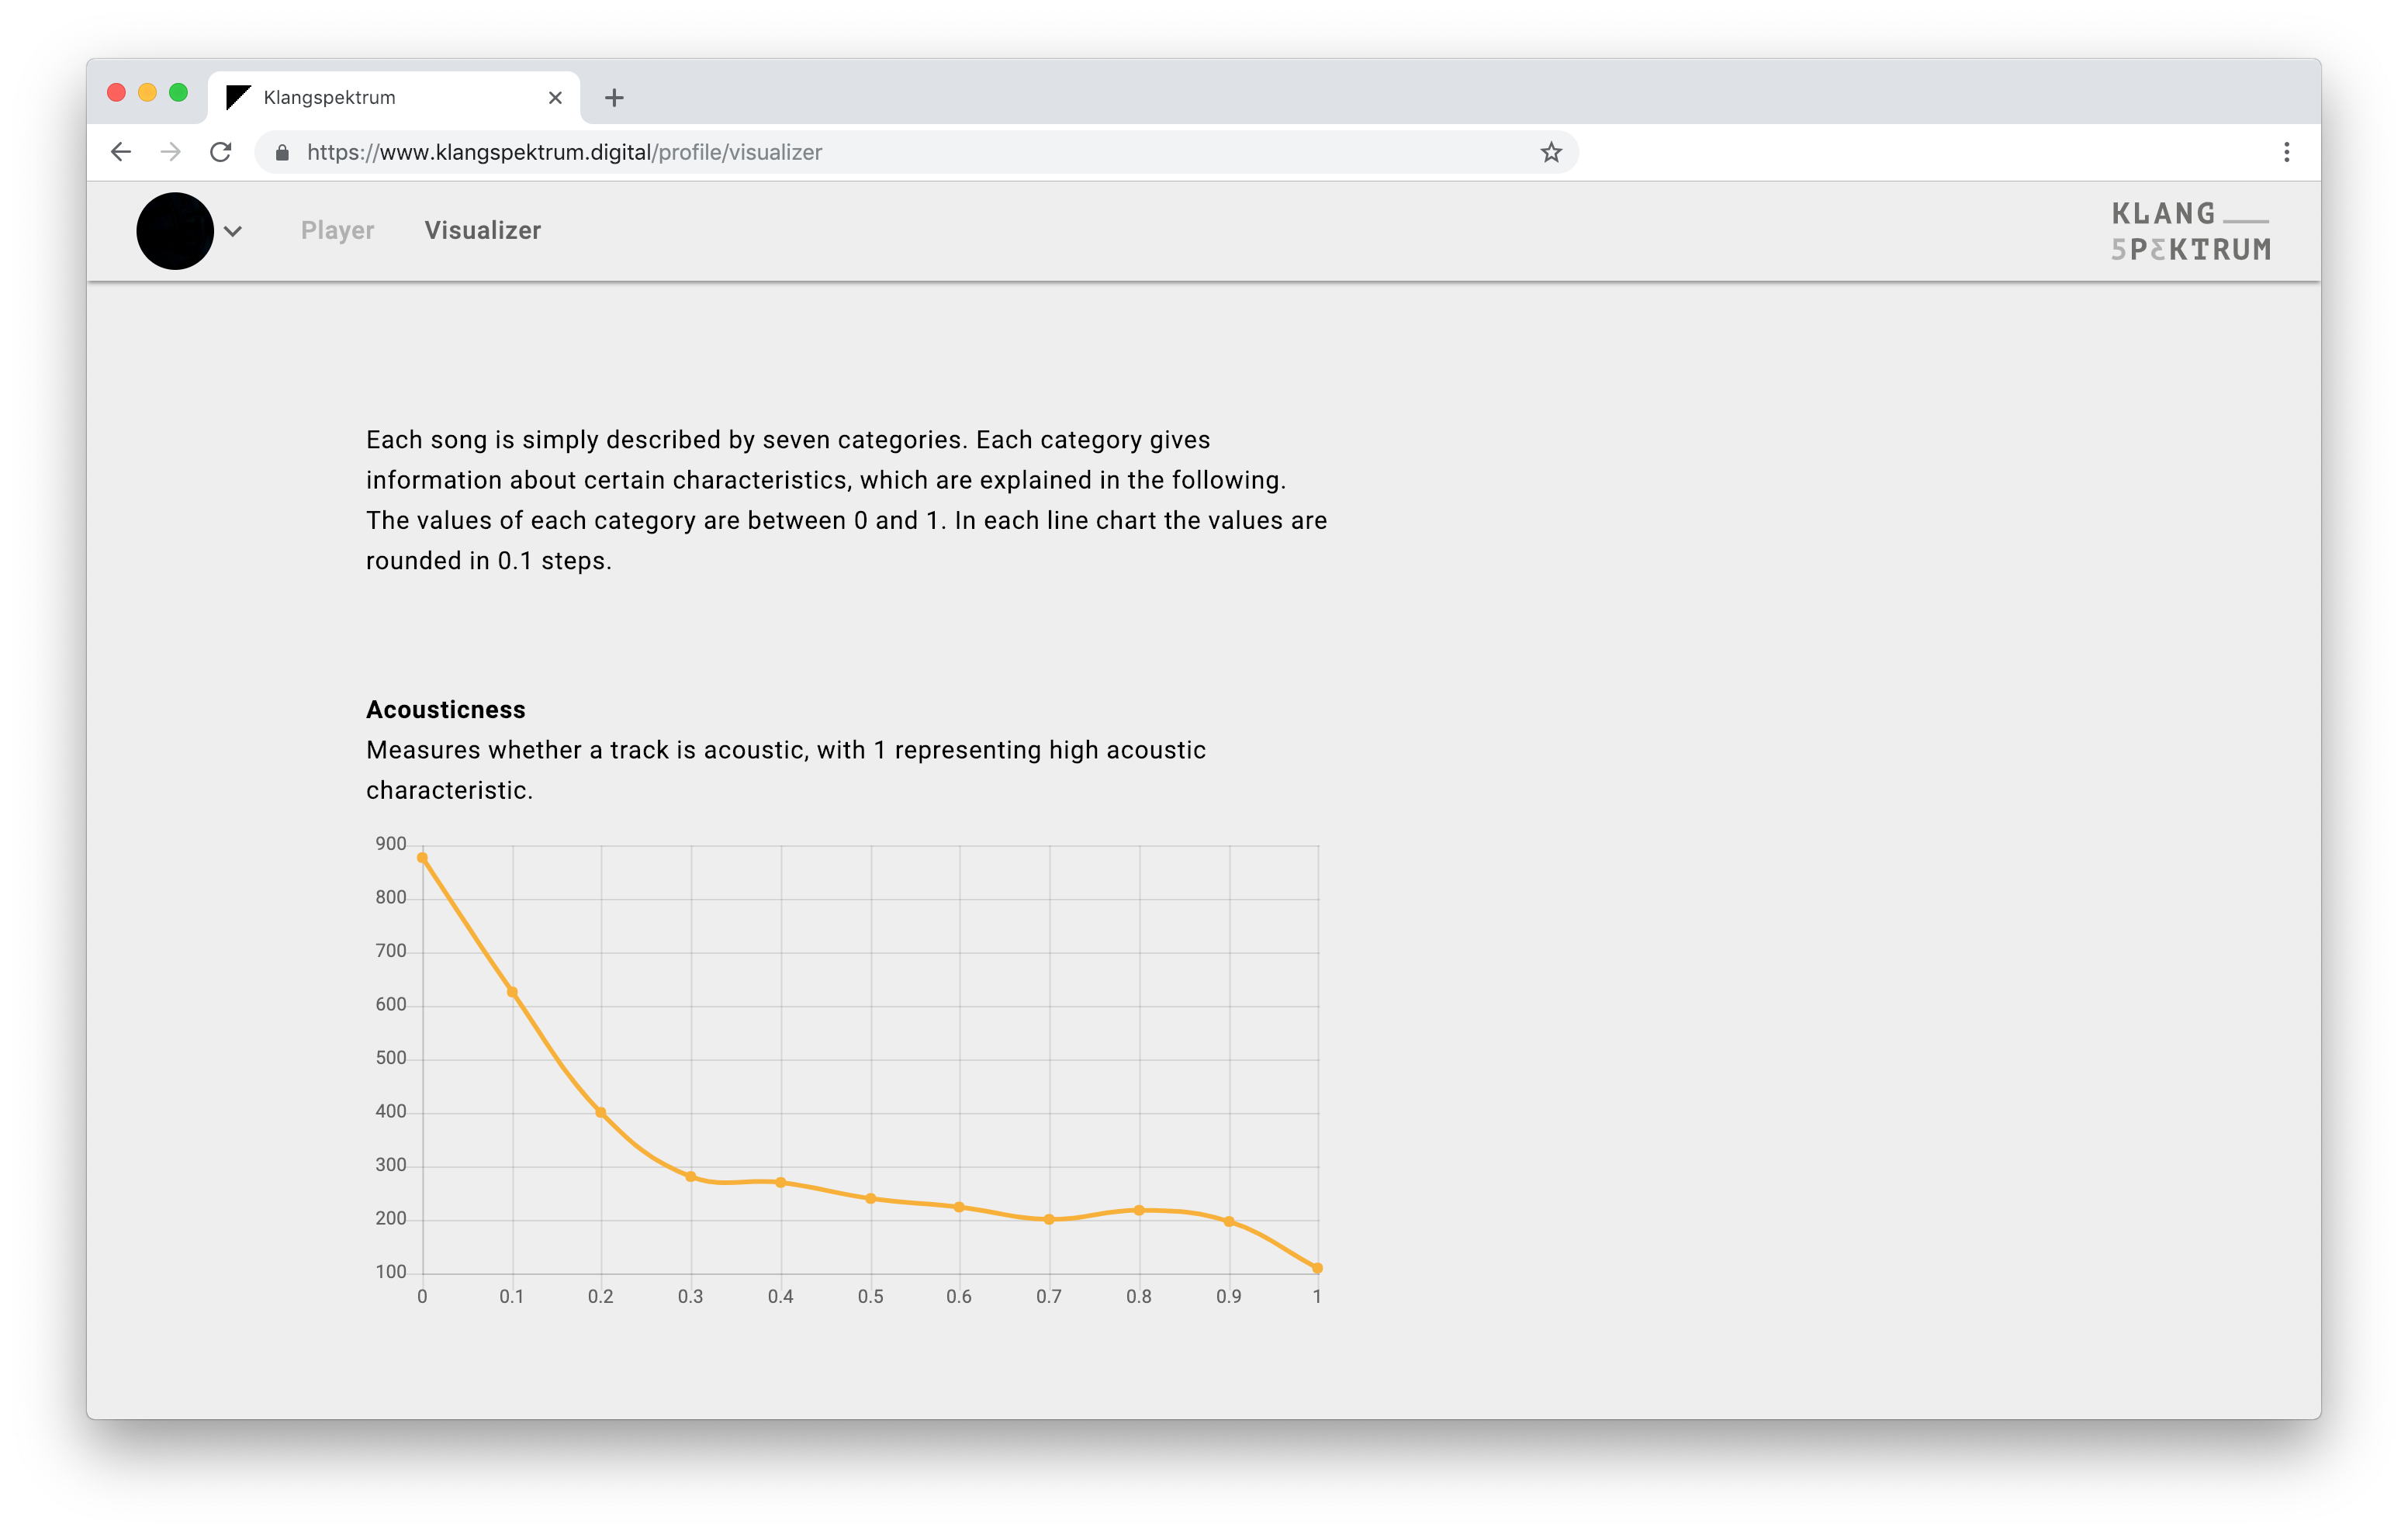 Klangspektrum
https://www.klangspektrum.digital/profile/visualizer
Player
Visualizer
KLANG
SPEKTRUM
Each song is simply described by seven categories. Each category gives
information about certain characteristics, which are explained in the following.
The values of each category are between 0 and 1. In each line chart the values are
rounded in 0.1 steps.
Acousticness
Measures whether a track is acoustic, with 1 representing high acoustic
characteristic.
900
800
700
600
500
400
300
200
100
0 0.1 0.2 0.3 0.4 0.5 0.6 0.7 0.8 0.9 1